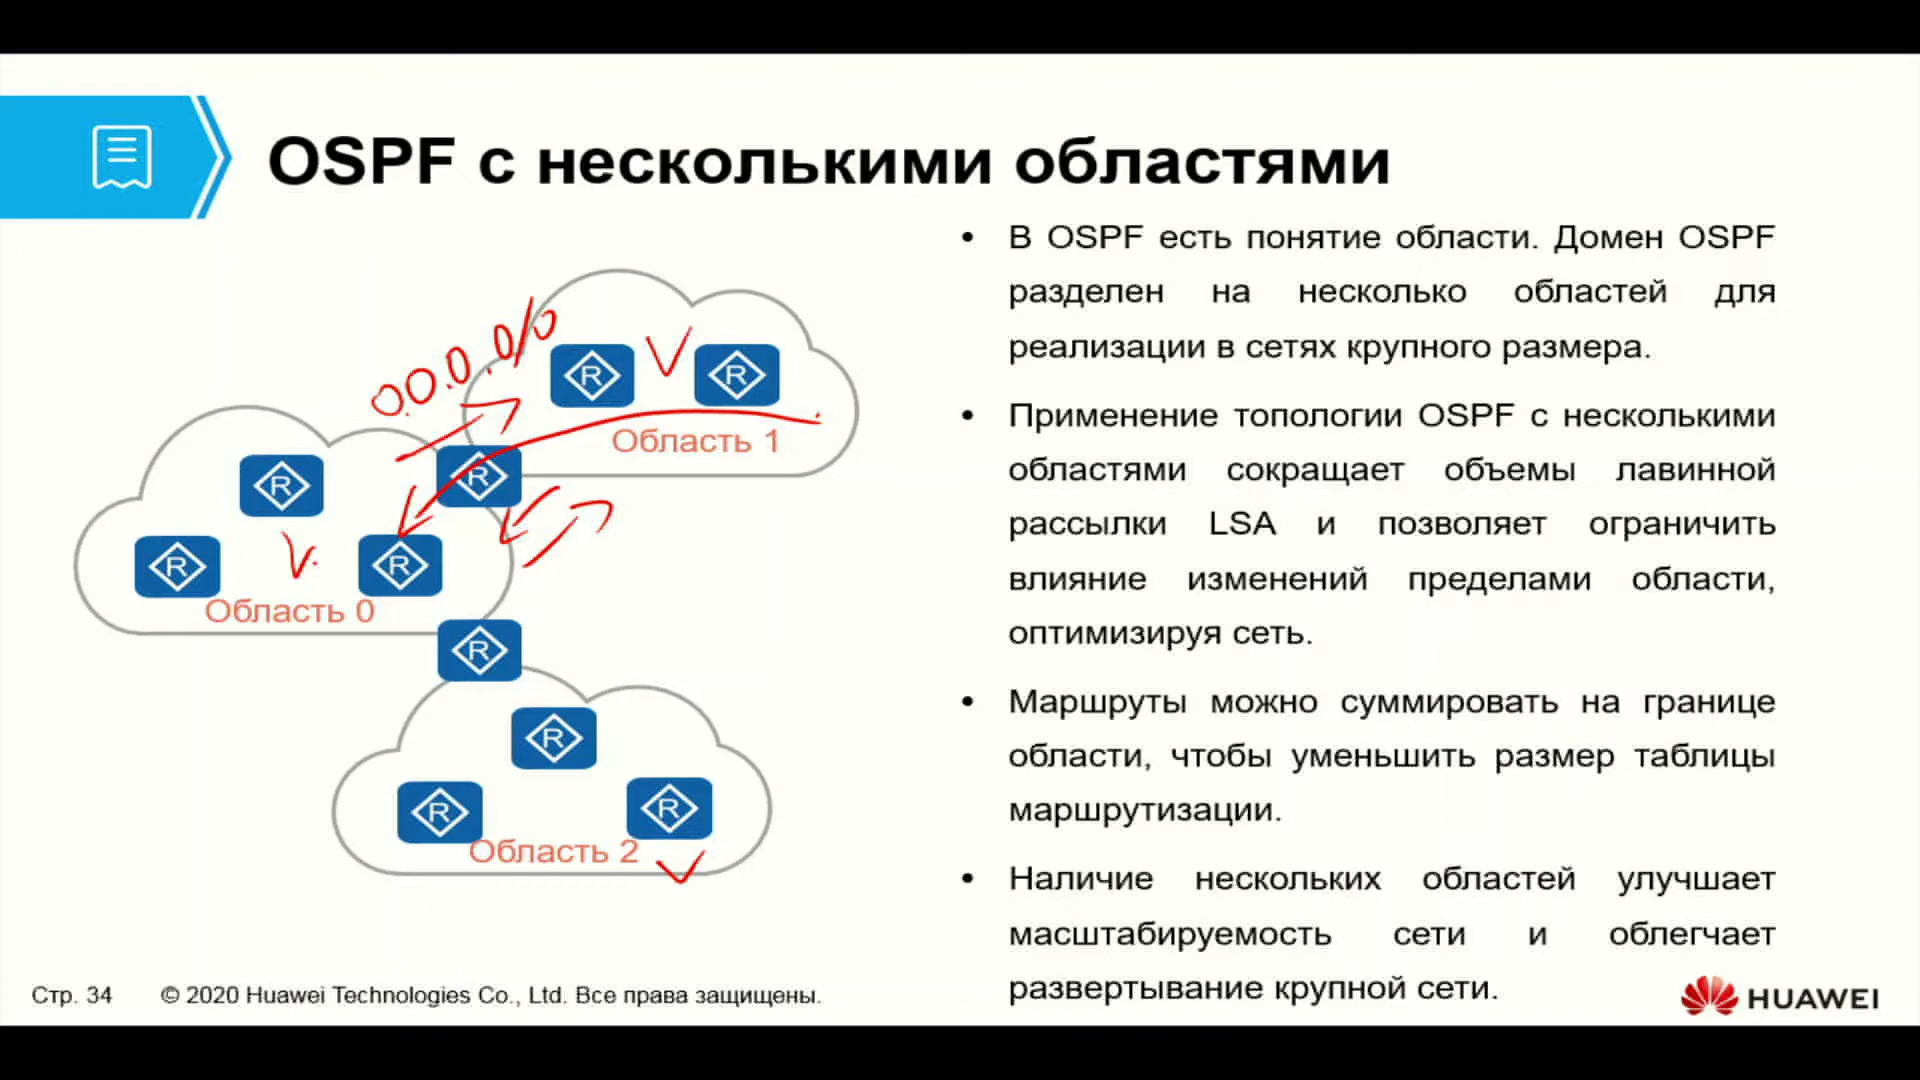 OSPF с несколькими областями
• В OSPF есть понятие области. Домен OSPF
разделен на несколько областей для
реализации в сетях крупного размера.
• Применение топологии OSPF с несколькими
областями сокращает объемы лавинной
рассылки LSA и позволяет ограничить
влияние изменений пределами области,
оптимизируя сеть.
• Маршруты можно суммировать на границе
области, чтобы уменьшить размер таблицы
маршрутизации.
• Наличие нескольких областей улучшает
масштабируемость сети и облегчает
развертывание крупной сети.
0.0.0.0/0
R
R
Область 1
R
R
R
R
Область 0
R
R
R
R
Область 2
Стр. 34
© 2020 Huawei Technologies Co., Ltd. Все права защищены.
HUAWEI